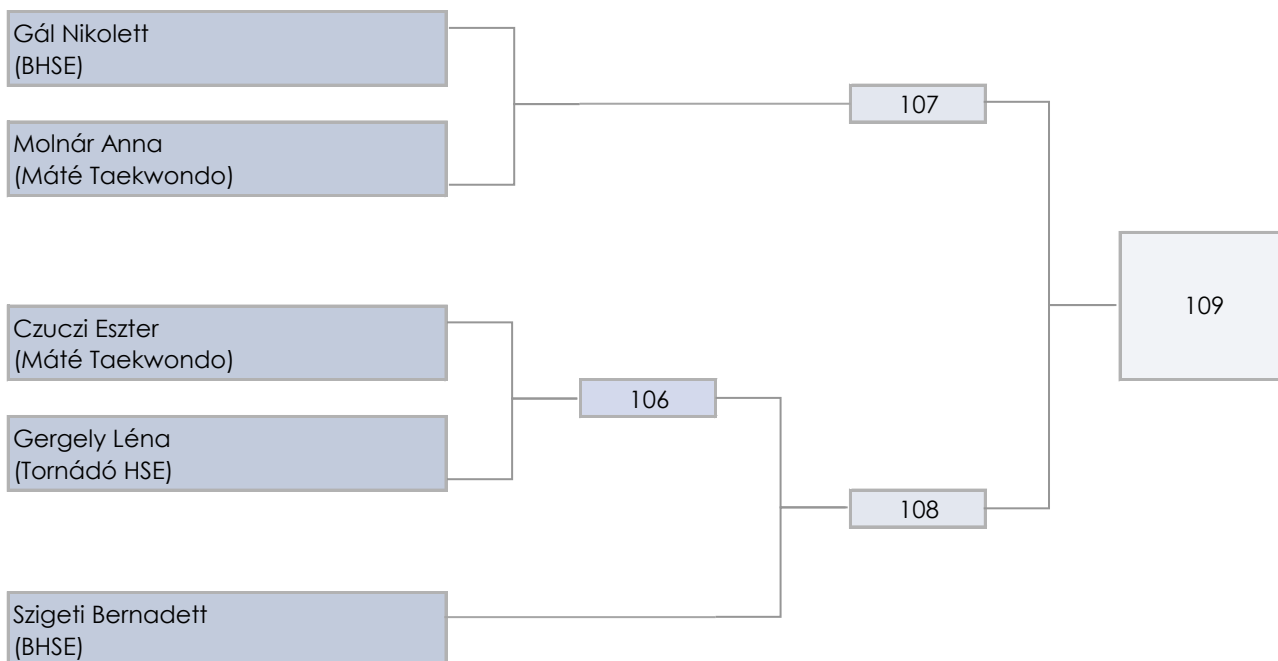 Gál Nikolett
(BHSE)
107
Molnár Anna
(Máté Taekwondo)
109
Czuczi Eszter
(Máté Taekwondo)
106
Gergely Léna
(Tornádó HSE)
108
Szigeti Bernadett
(BHSE)